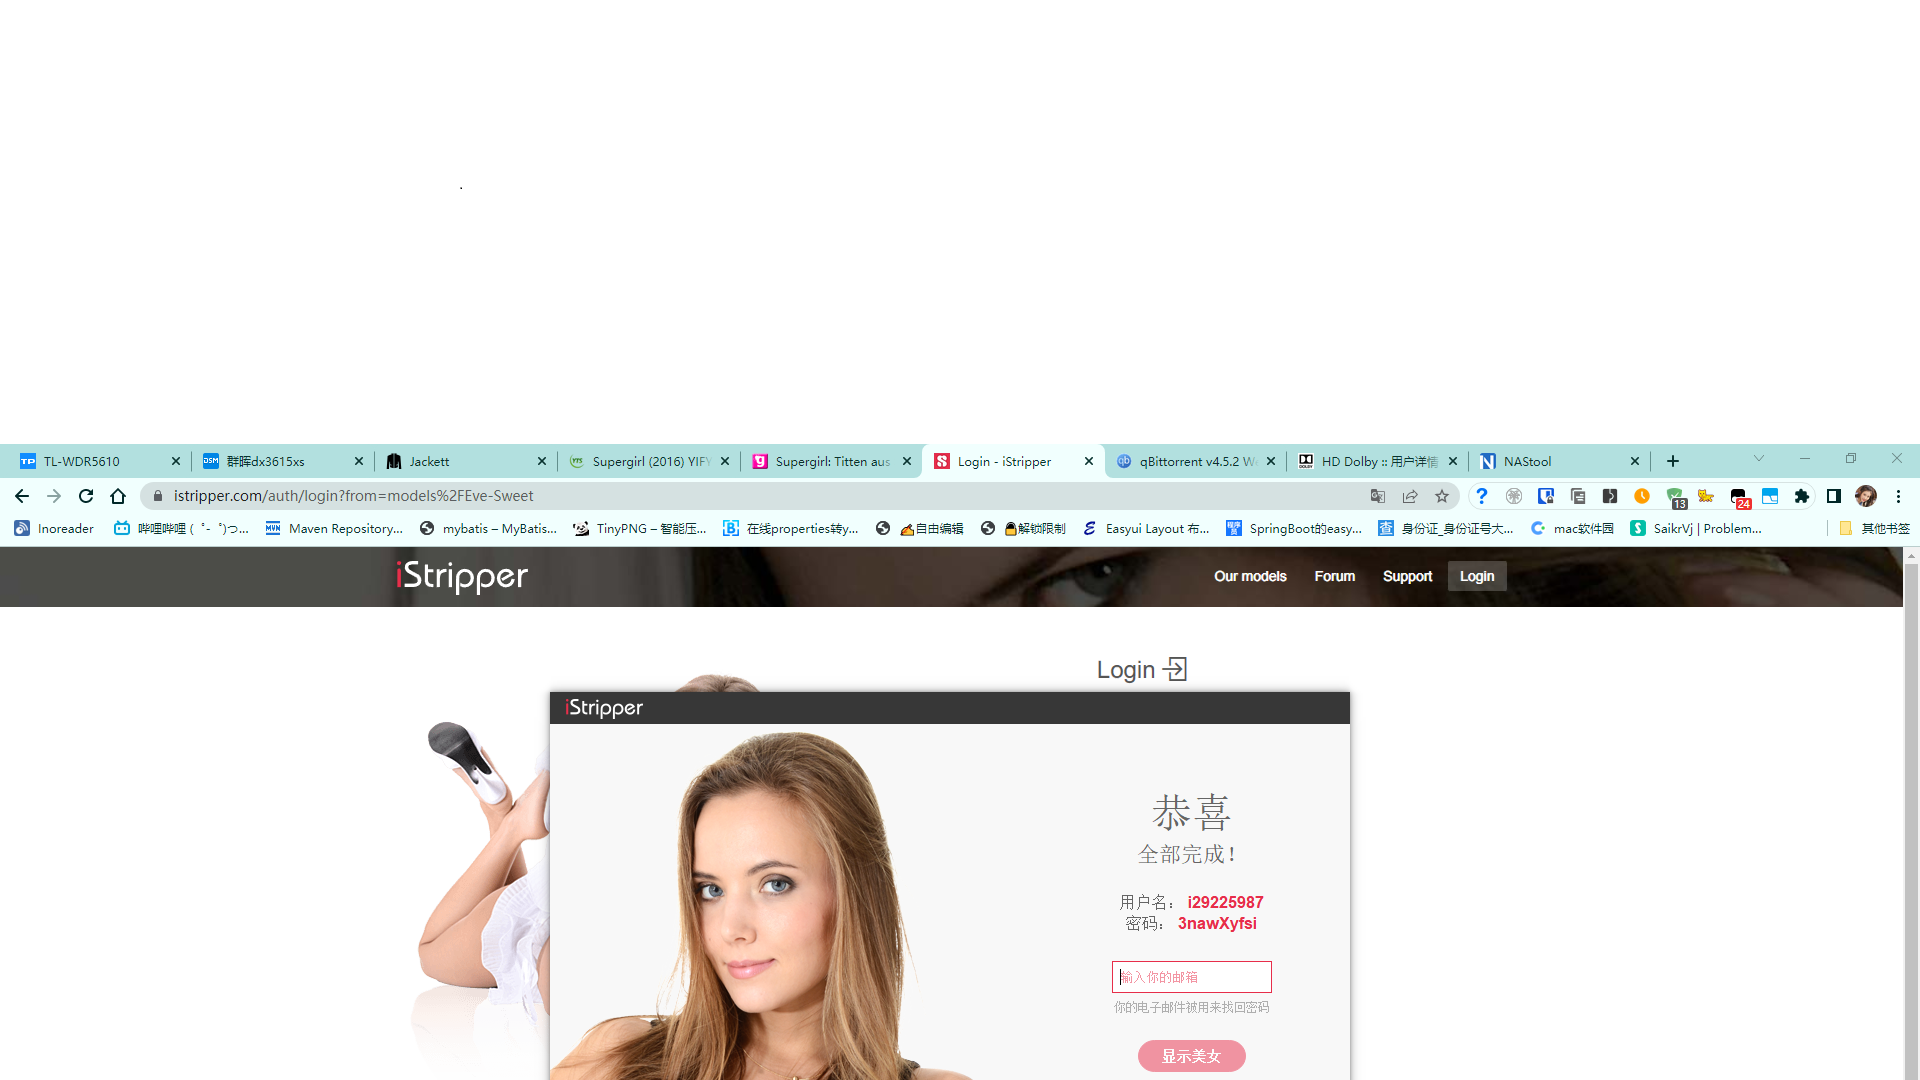 TL-WDR5610
群晖dx3615xs
Jackett
Supergirl (2016) YIFY
Supergirl: Titten aus
Login - iStripper
qBittorrent v4.5.2 We
HD Dolby :: 用户详情
NAStool
istripper.com/auth/login?from=models%2FEve-Sweet
13
24
Inoreader
哔哩哔哩 ( ゜- ゜)つ...
Maven Repository...
mybatis – MyBatis...
TinyPNG – 智能压...
在线properties转y...
✍自由编辑
解锁限制
Easyui Layout 布...
SpringBoot的easy...
身份证_身份证号大...
mac软件园
SaikrVj | Problem...
其他书签
iStripper
Our models
Forum
Support
Login
Login
iStripper
恭喜
全部完成!
用户名： i29225987
密码： 3nawXyfsi
输入你的邮箱
你的电子邮件被用来找回密码
显示美女